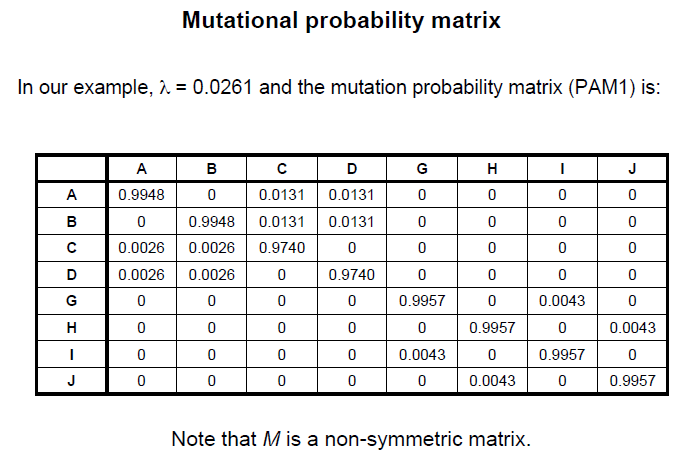 Mutational probability matrix
In our example, λ = 0.0261 and the mutation probability matrix (PAM1) is:
A B C D G H I J
A 0.9948 0 0.0131 0.0131 0 0 0 0
B 0 0.9948 0.0131 0.0131 0 0 0 0
C 0.0026 0.0026 0.9740 0 0 0 0 0
D 0.0026 0.0026 0 0.9740 0 0 0 0
G 0 0 0 0 0.9957 0 0.0043 0
H 0 0 0 0 0 0.9957 0 0.0043
I 0 0 0 0 0.0043 0 0.9957 0
J 0 0 0 0 0 0.0043 0 0.9957
Note that M is a non-symmetric matrix.